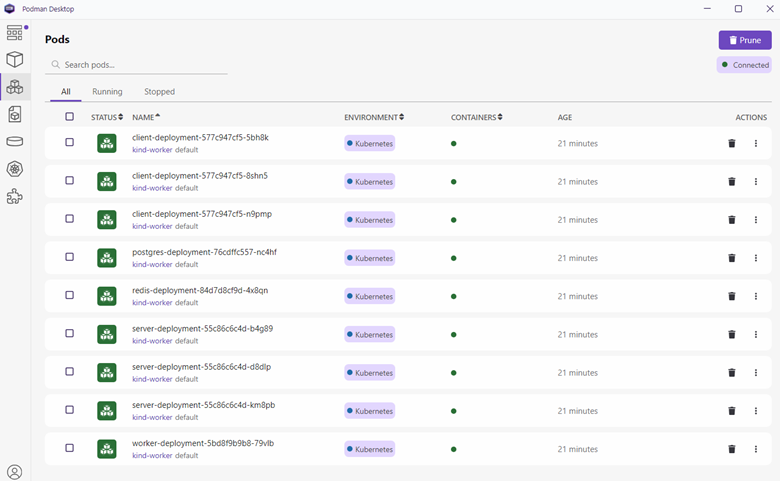 Podman Desktop
Pods
Prune
Search pods...
Connected
All Running Stopped
STATUS NAME ENVIRONMENT CONTAINERS AGE ACTIONS
client-deployment-577c947cf5-5bh8k
kind-worker default Kubernetes 21 minutes
client-deployment-577c947cf5-8shn5
kind-worker default Kubernetes 21 minutes
client-deployment-577c947cf5-n9pmp
kind-worker default Kubernetes 21 minutes
postgres-deployment-76cdffc557-nc4hf
kind-worker default Kubernetes 21 minutes
redis-deployment-84d7d8cf9d-4x8qn
kind-worker default Kubernetes 21 minutes
server-deployment-55c86c6c4d-b4g89
kind-worker default Kubernetes 21 minutes
server-deployment-55c86c6c4d-d8dlp
kind-worker default Kubernetes 21 minutes
server-deployment-55c86c6c4d-km8pb
kind-worker default Kubernetes 21 minutes
worker-deployment-5bd8f9b9b8-79vlb
kind-worker default Kubernetes 21 minutes